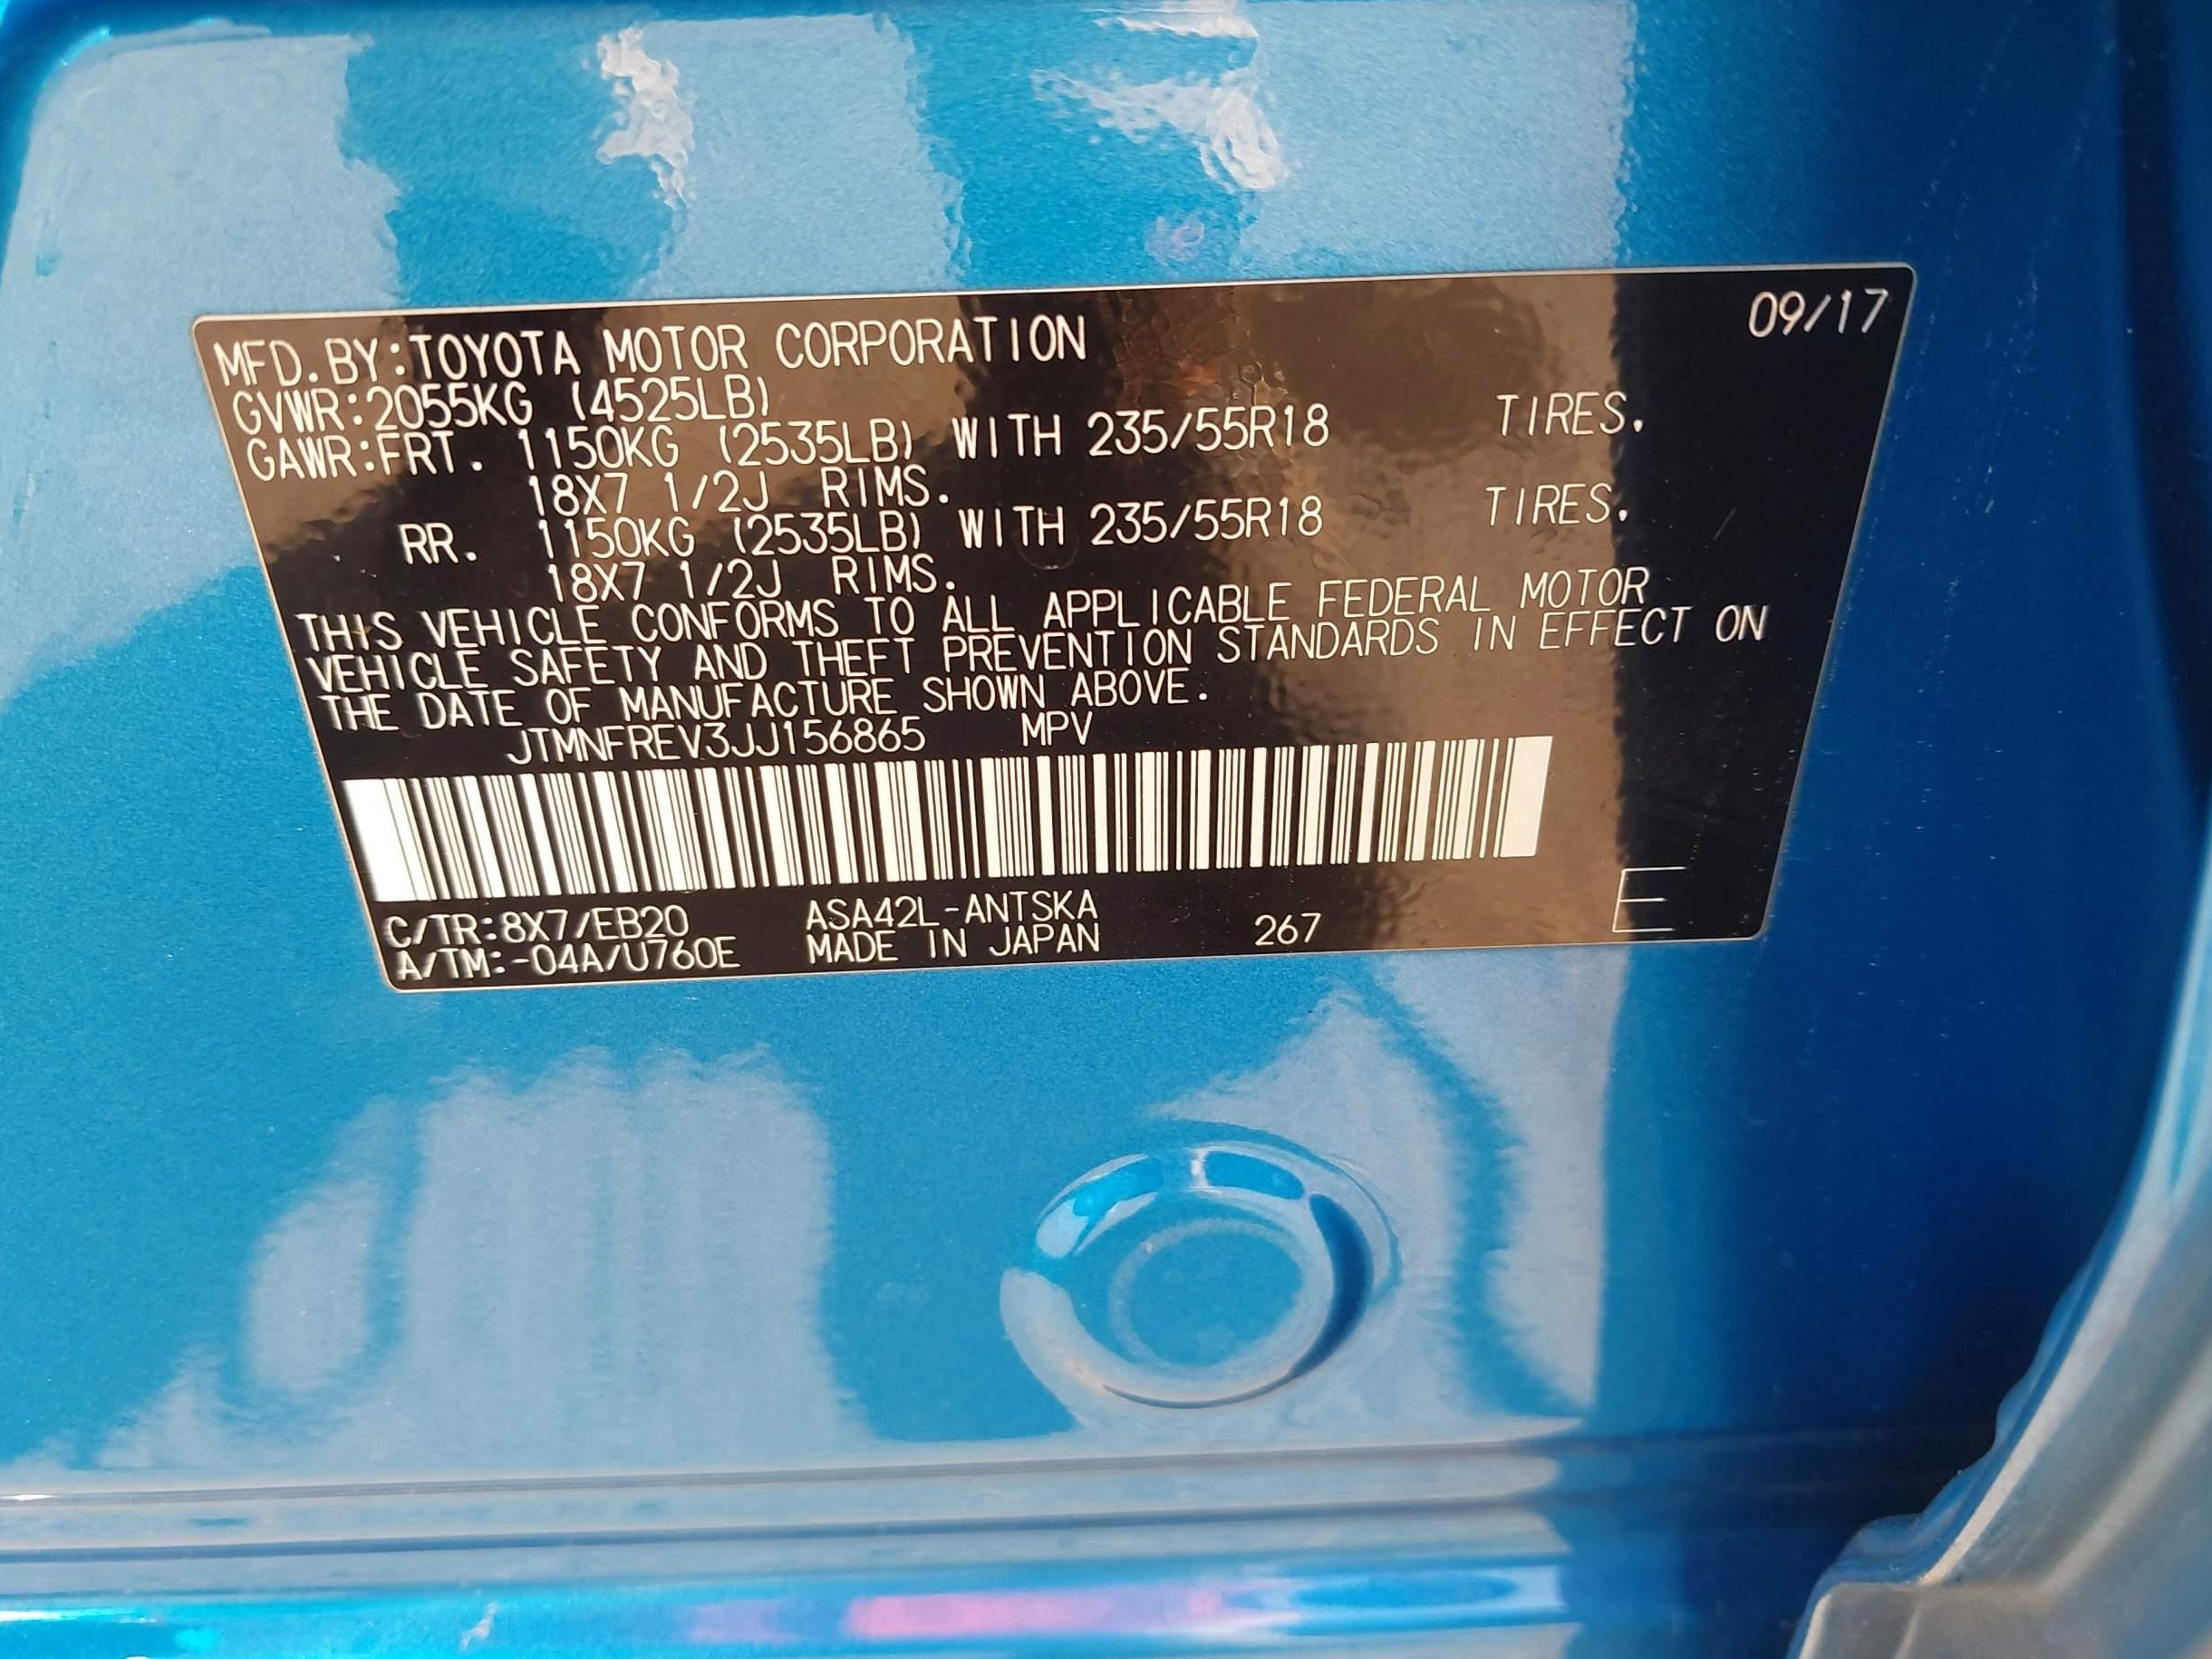 09/17
MFD. BY:TOYOTA MOTOR CORPORATION
GVWR:2055KG (4525LB)
GAWR:FRT. 1150KG (2535LB) WITH 235/55R18 TIRES.
18X7 1/2J RIMS.
RR. 1150KG (2535LB) WITH 235/55R18 TIRES.
18X7 1/2J RIMS.
THIS VEHICLE CONFORMS TO ALL APPLICABLE FEDERAL MOTOR
VEHICLE SAFETY AND THEFT PREVENTION STANDARDS IN EFFECT ON
THE DATE OF MANUFACTURE SHOWN ABOVE.
JTMNFREV3JJ156865 MPV
C/TR:8X7/EB20 ASA42L-ANTSKA
A/TM:-04A/U760E MADE IN JAPAN 267 E